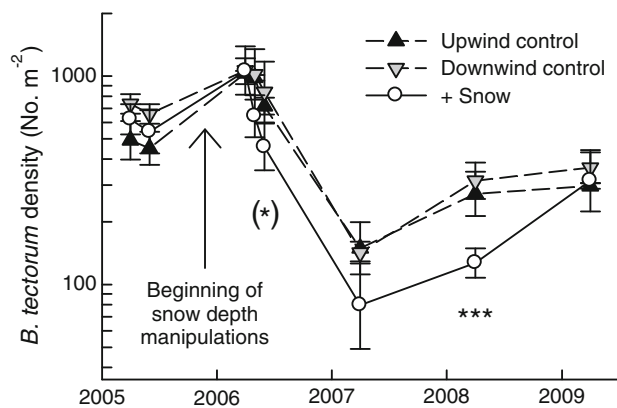 Upwind control
Downwind control
+ Snow
B. tectorum density (No. m⁻²)
1000
100
(*)
***
Beginning of
snow depth
manipulations
2005
2006
2007
2008
2009